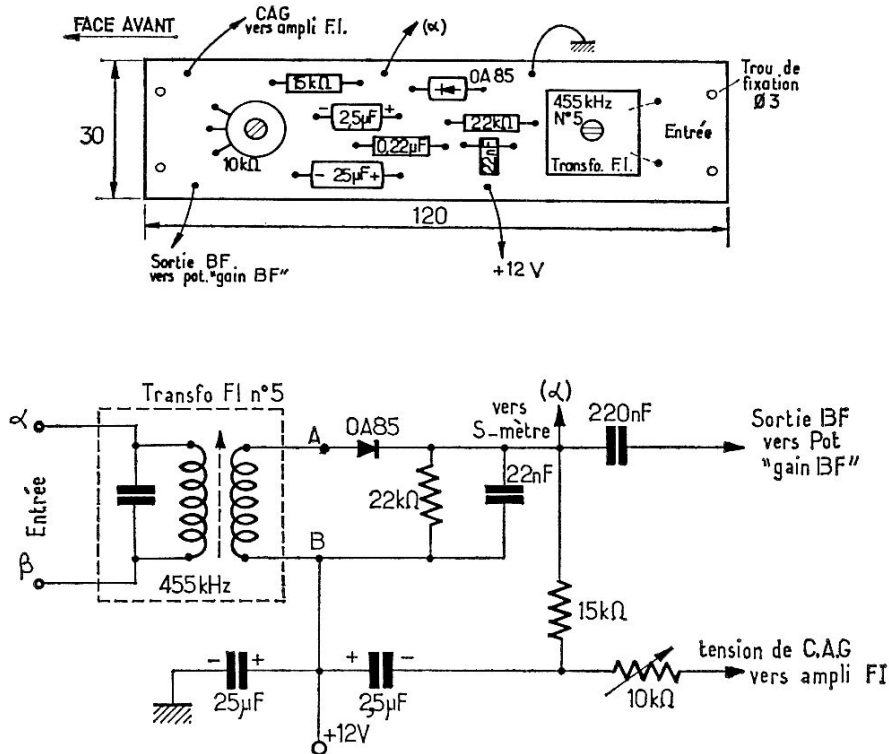 FACE AVANT
CAG
vers ampli F.I.
(α)
15kΩ
OA85
Trou de
fixation
Ø3
30
10kΩ
- 2,5µF +
22kΩ
455kHz
N°5
Entrée
0,22µF
22nF
- 25µF+
Transfo. F.I.
120
Sortie BF
vers pot."gain BF"
+12 V
Transfo FI n°5
(α)
vers
S-mètre
220nF
Sortie BF
vers Pot
"gain BF"
α
A
OA85
22kΩ
22nF
Entrée
B
β
455kHz
15kΩ
- +
+ -
25µF
2,5µF
tension de C.A.G
vers ampli FI
10kΩ
+12V